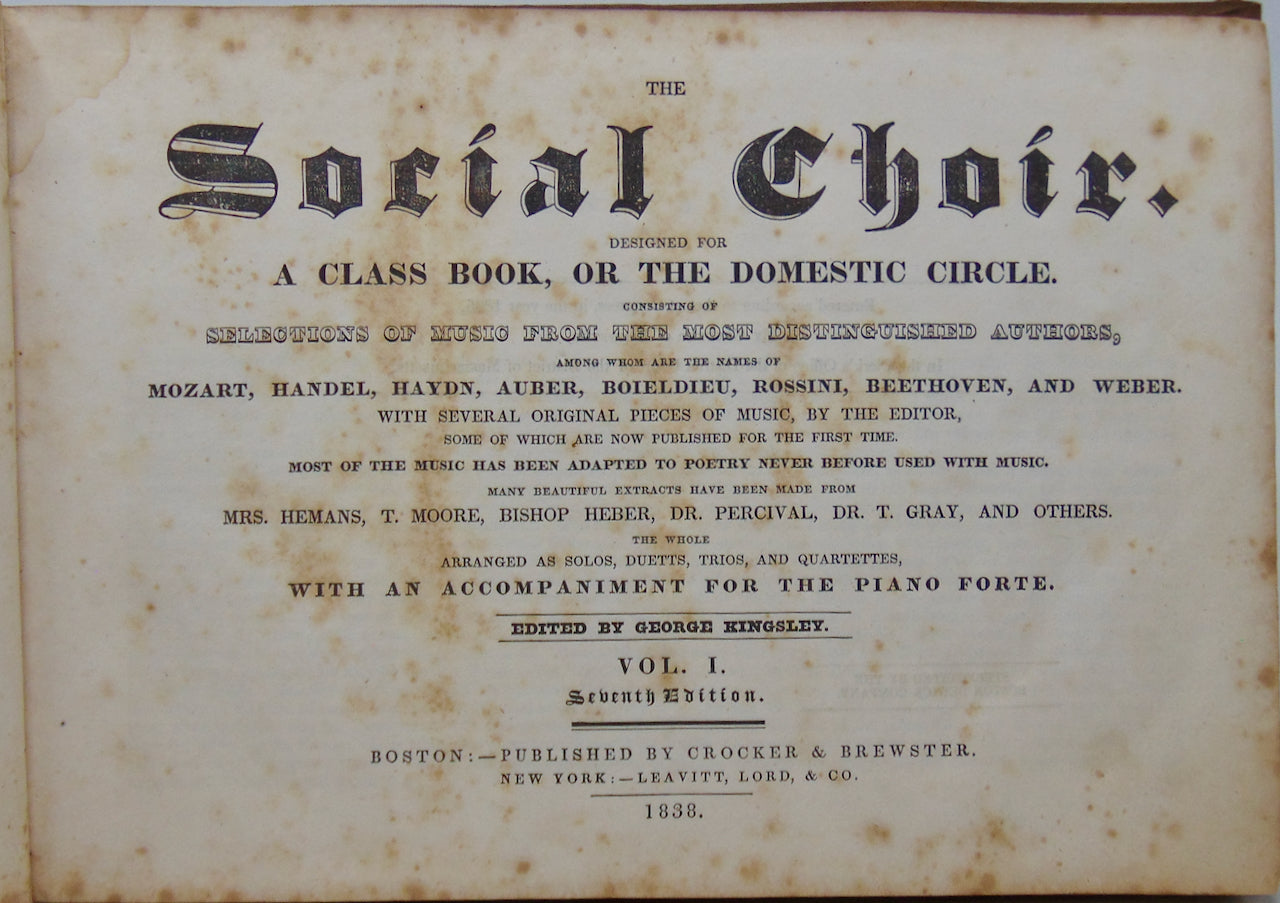 THE
Social Choir.
DESIGNED FOR
A CLASS BOOK, OR THE DOMESTIC CIRCLE.
CONSISTING OF
SELECTIONS OF MUSIC FROM THE MOST DISTINGUISHED AUTHORS,
AMONG WHOM ARE THE NAMES OF
MOZART, HANDEL, HAYDN, AUBER, BOIELDIEU, ROSSINI, BEETHOVEN, AND WEBER.
WITH SEVERAL ORIGINAL PIECES OF MUSIC, BY THE EDITOR,
SOME OF WHICH ARE NOW PUBLISHED FOR THE FIRST TIME.
MOST OF THE MUSIC HAS BEEN ADAPTED TO POETRY NEVER BEFORE USED WITH MUSIC.
MANY BEAUTIFUL EXTRACTS HAVE BEEN MADE FROM
MRS. HEMANS, T. MOORE, BISHOP HEBER, DR. PERCIVAL, DR. T. GRAY, AND OTHERS.
THE WHOLE
ARRANGED AS SOLOS, DUETTS, TRIOS, AND QUARTETTES,
WITH AN ACCOMPANIMENT FOR THE PIANO FORTE.
EDITED BY GEORGE KINGSLEY.
VOL. I.
Seventh Edition.
BOSTON:—PUBLISHED BY CROCKER & BREWSTER.
NEW YORK:—LEAVITT, LORD, & CO.
1838.